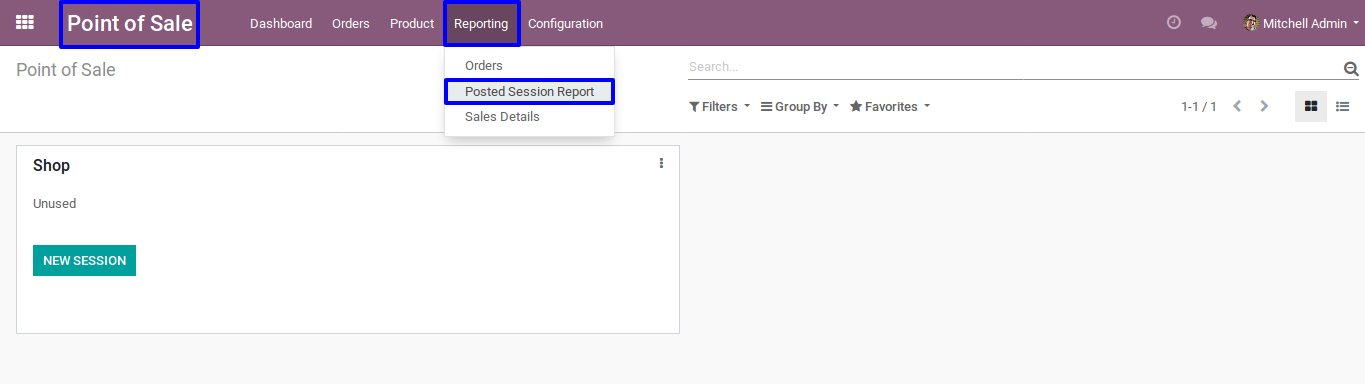 Point of Sale Dashboard Orders Product Reporting Configuration Mitchell Admin
Point of Sale
Orders
Posted Session Report
Sales Details
Search...
Filters Group By Favorites 1-1 / 1
Shop
Unused
NEW SESSION